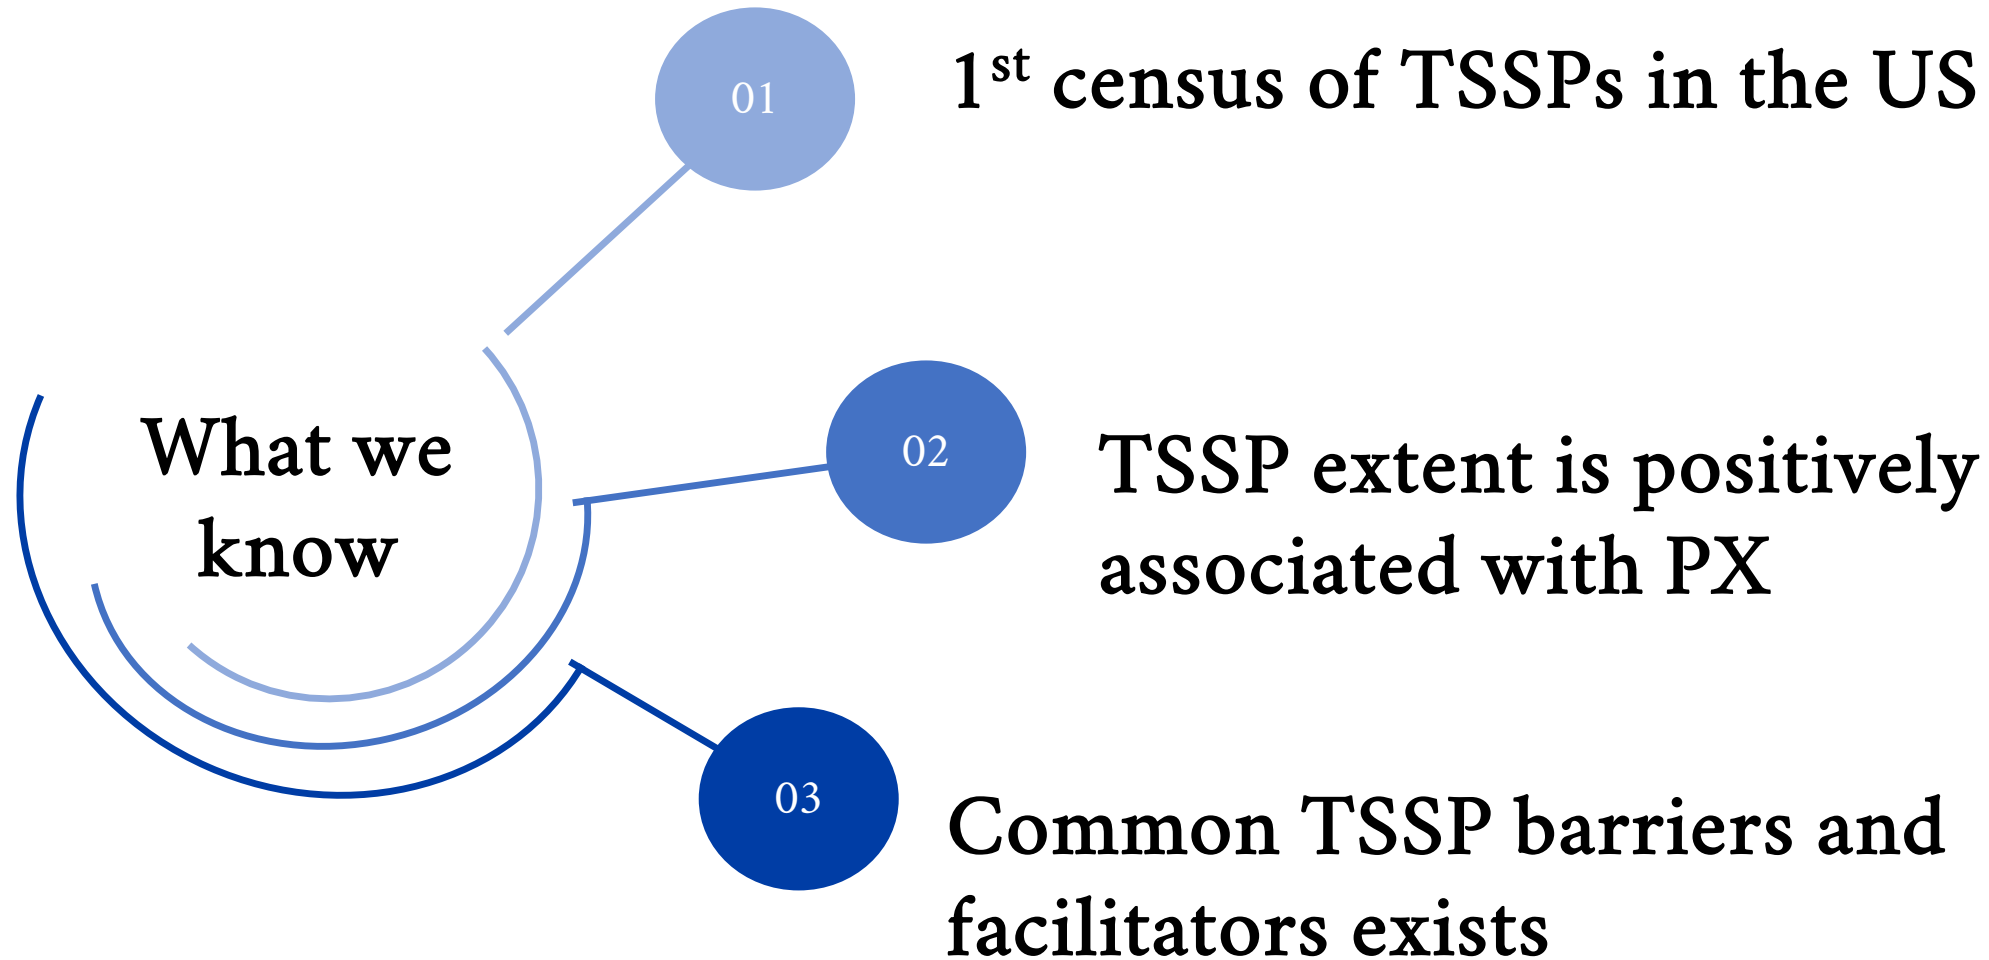 01
1st census of TSSPs in the US
What we
know
02
TSSP extent is positively
associated with PX
03
Common TSSP barriers and
facilitators exists